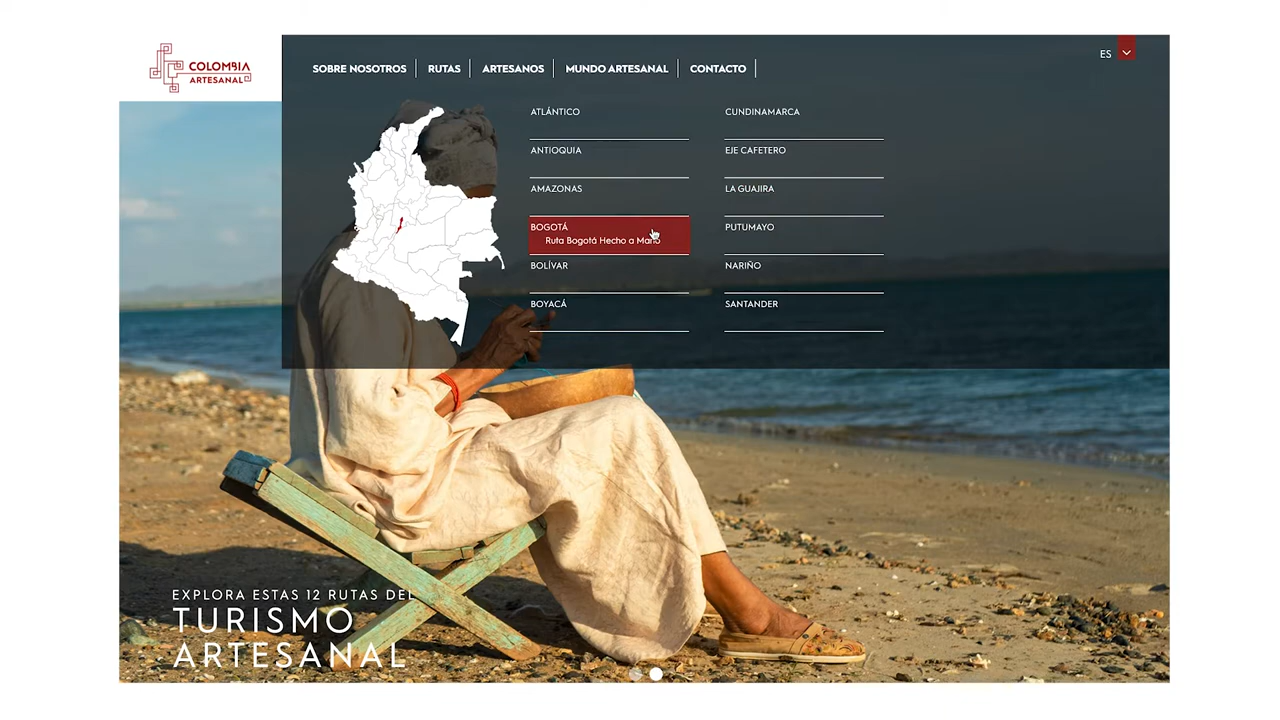 COLOMBIA
ARTESANAL
SOBRE NOSOTROS
RUTAS
ARTESANOS
MUNDO ARTESANAL
CONTACTO
ES
ATLÁNTICO
ANTIOQUIA
AMAZONAS
BOGOTÁ
Ruta Bogotá Hecho a Mano
BOLÍVAR
BOYACÁ
CUNDINAMARCA
EJE CAFETERO
LA GUAJIRA
PUTUMAYO
NARIÑO
SANTANDER
EXPLORA ESTAS 12 RUTAS DEL
TURISMO
ARTESANAL